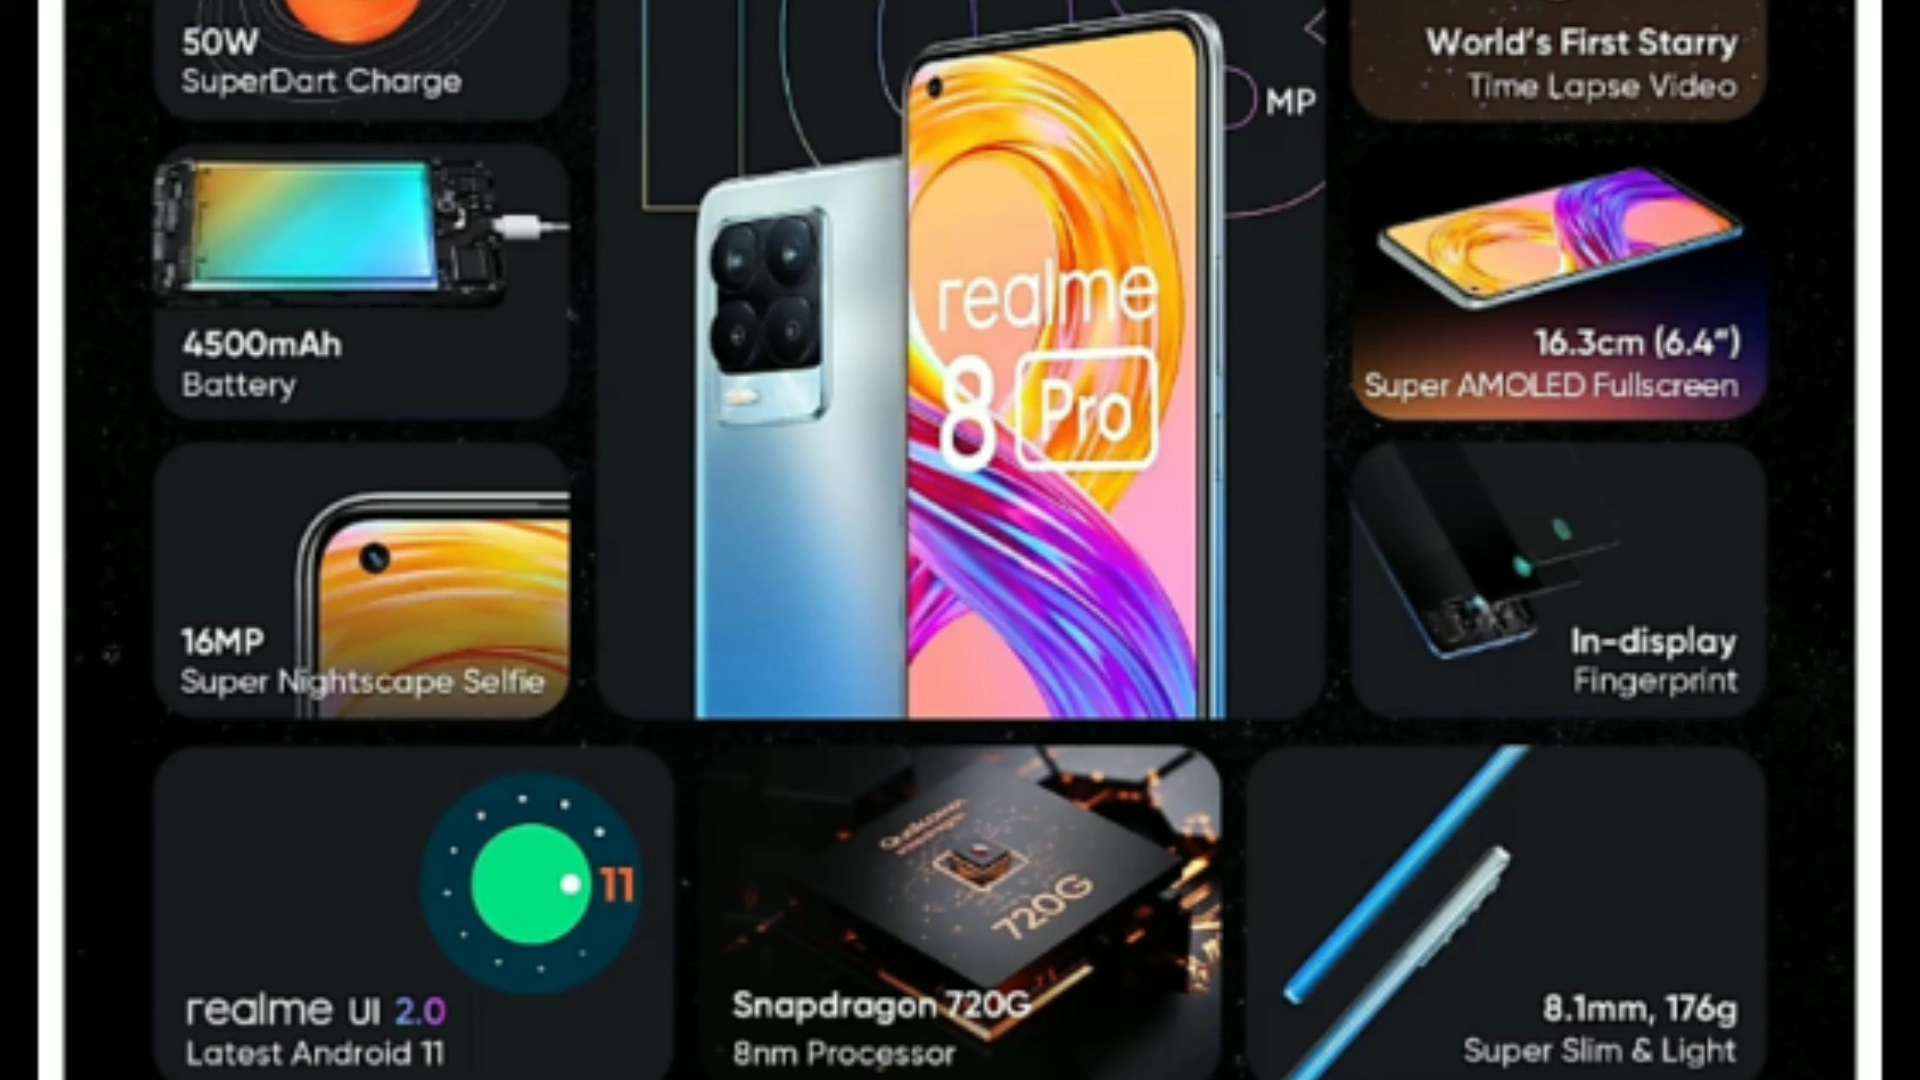 50W
SuperDart Charge
MP
World's First Starry
Time Lapse Video
4500mAh
Battery
realme
8 Pro
16.3cm (6.4")
Super AMOLED Fullscreen
16MP
Super Nightscape Selfie
In-display
Fingerprint
11
realme UI 2.0
Latest Android 11
Qualcomm
720G
Snapdragon 720G
8nm Processor
8.1mm, 176g
Super Slim & Light